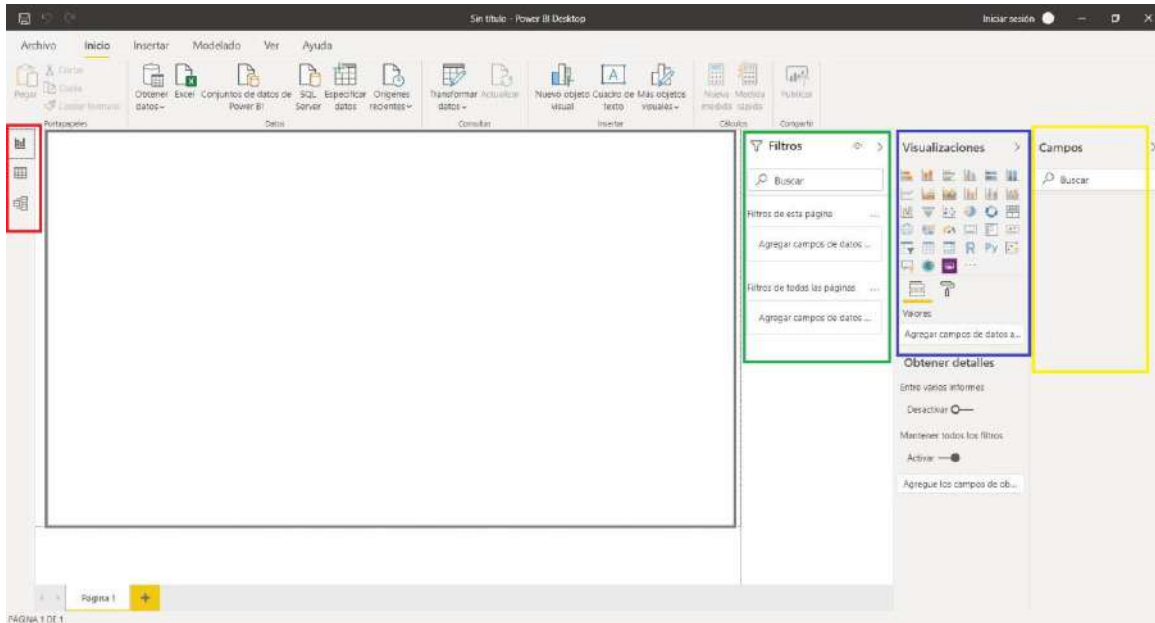 Sin título - Power BI Desktop
Iniciar sesión
Archivo Inicio Insertar Modelado Ver Ayuda
Pegar
Cortar
Copiar
Copiar formato
Portapapeles
Obtener datos
Excel
Conjuntos de datos de Power BI
SQL Server
Especificar datos
Orígenes recientes
Datos
Transformar datos
Actualizar
Consultas
Nuevo objeto visual
Cuadro de texto
Más objetos visuales
Insertar
Nueva medida
Medida rápida
Cálculos
Publicar
Compartir
Filtros
Buscar
Filtros de esta página ...
Agregar campos de datos ...
Filtros de todas las páginas ...
Agregar campos de datos ...
Visualizaciones
R Py
...
Valores
Agregar campos de datos a...
Obtener detalles
Entre varios informes
Desactivar
Mantener todos los filtros
Activar
Agregue los campos de ob...
Campos
Buscar
Página 1
PÁGINA 1 DE 1